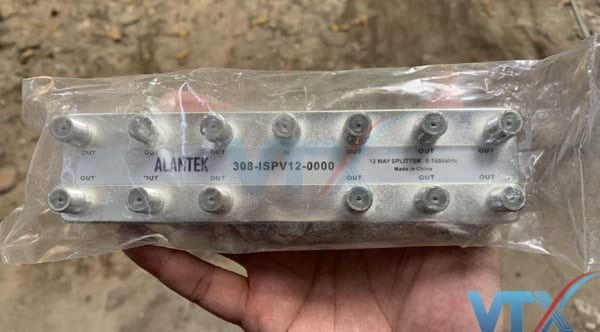 OUT OUT OUT IN OUT OUT OUT
ALANTEK 308-ISPV12-0000 12 WAY SPLITTER 5-1000MHz
Made in China
OUT OUT OUT OUT OUT OUT
VTX
VTX